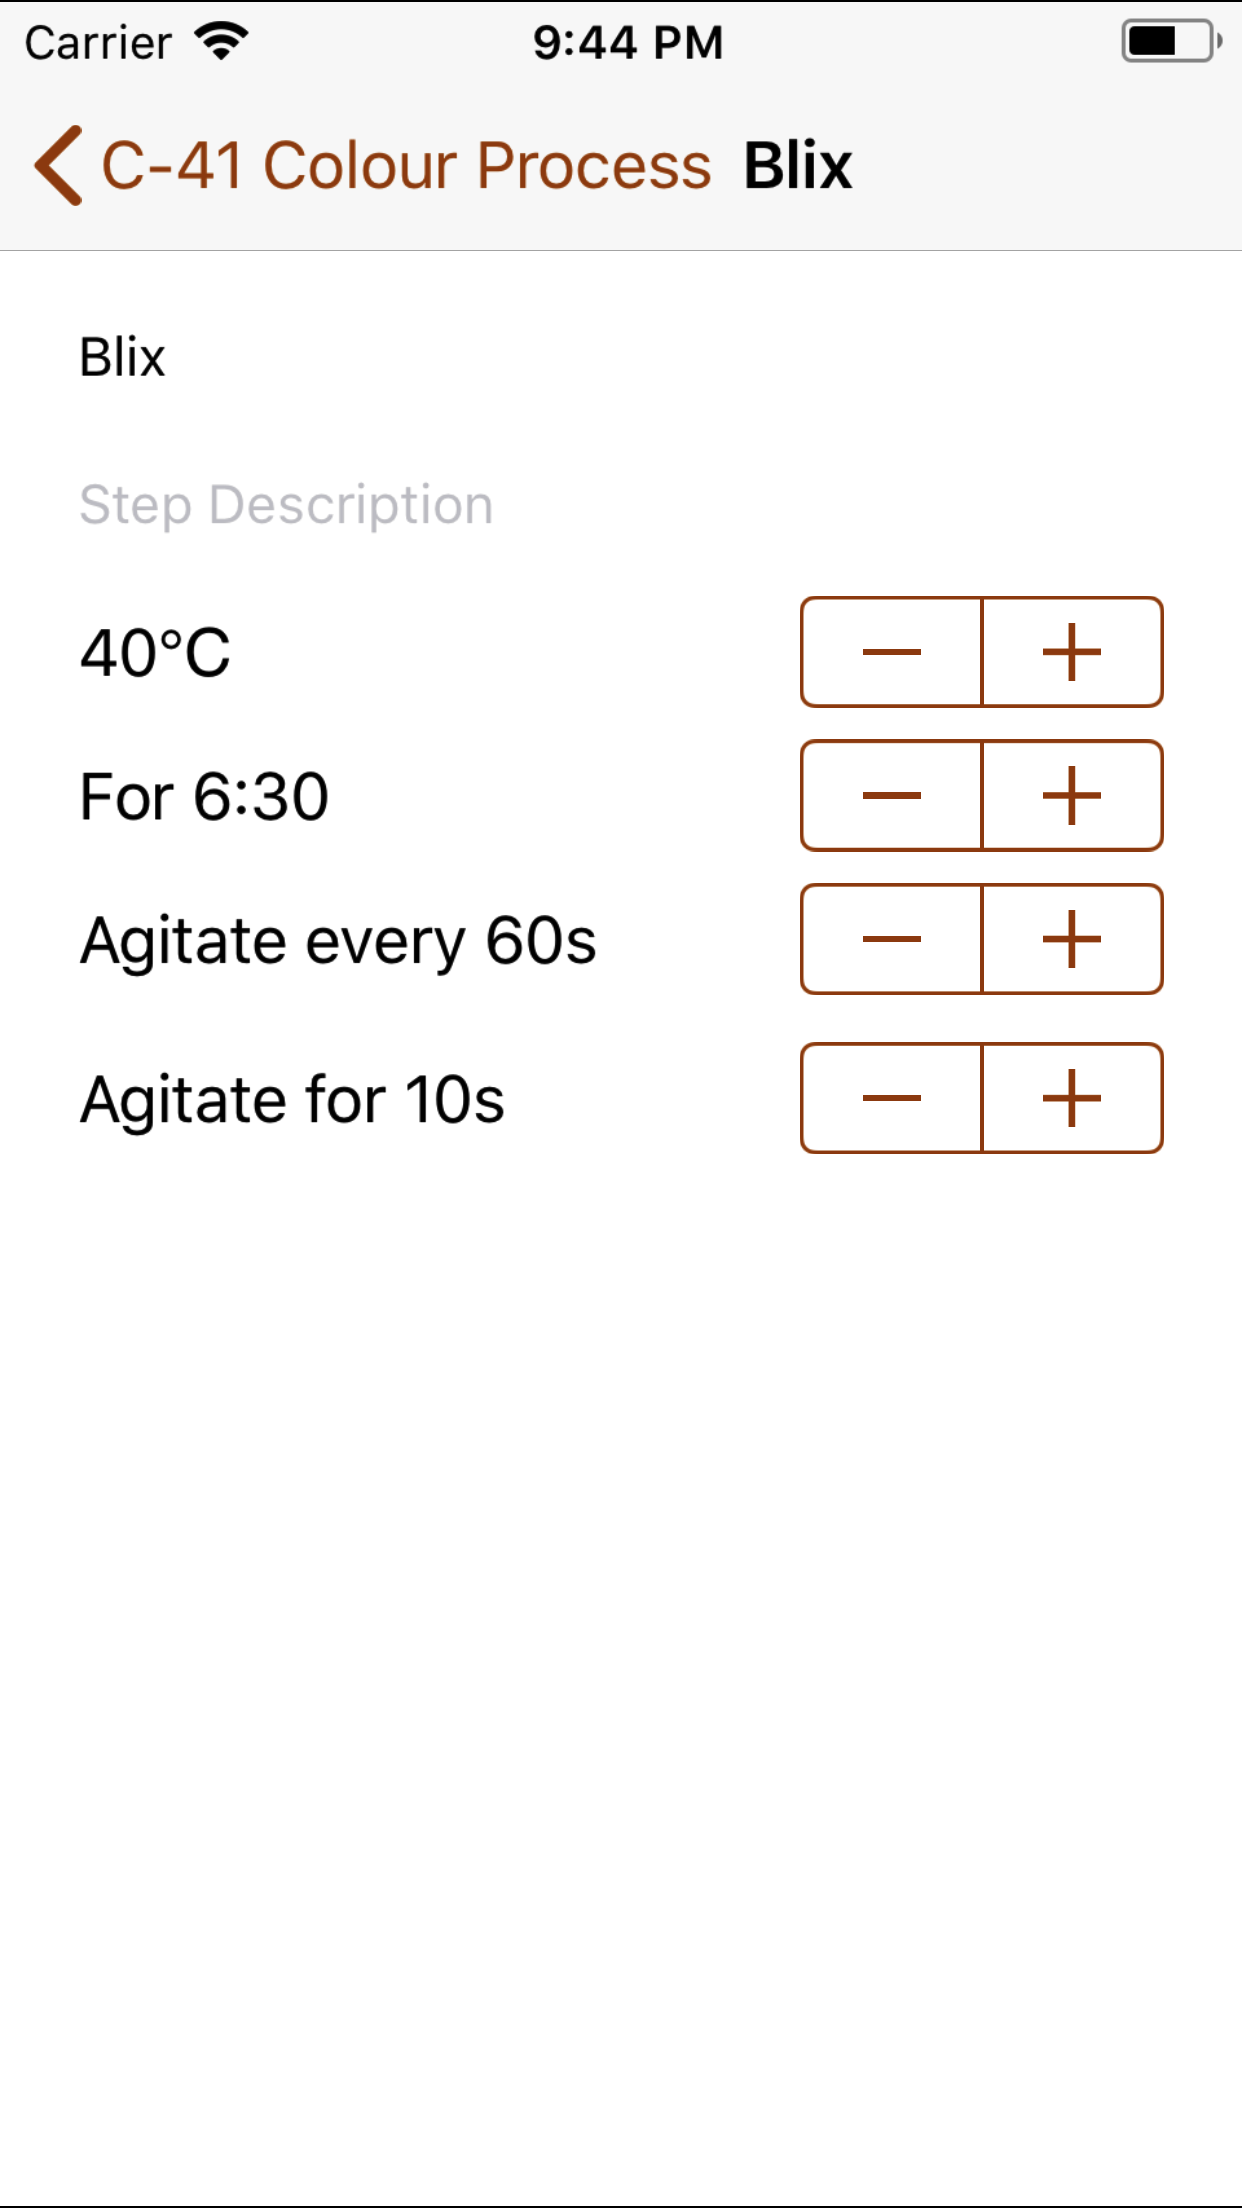 Carrier 9:44 PM
C-41 Colour Process Blix
Blix
Step Description
40°C
For 6:30
Agitate every 60s
Agitate for 10s